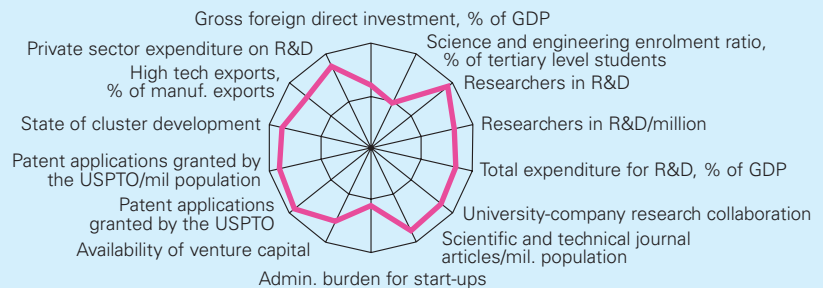 Gross foreign direct investment, % of GDP
Science and engineering enrolment ratio,
% of tertiary level students
Researchers in R&D
Researchers in R&D/million
Total expenditure for R&D, % of GDP
University-company research collaboration
Scientific and technical journal
articles/mil. population
Admin. burden for start-ups
Availability of venture capital
Patent applications
granted by the USPTO
Patent applications granted by
the USPTO/mil population
State of cluster development
High tech exports,
% of manuf. exports
Private sector expenditure on R&D